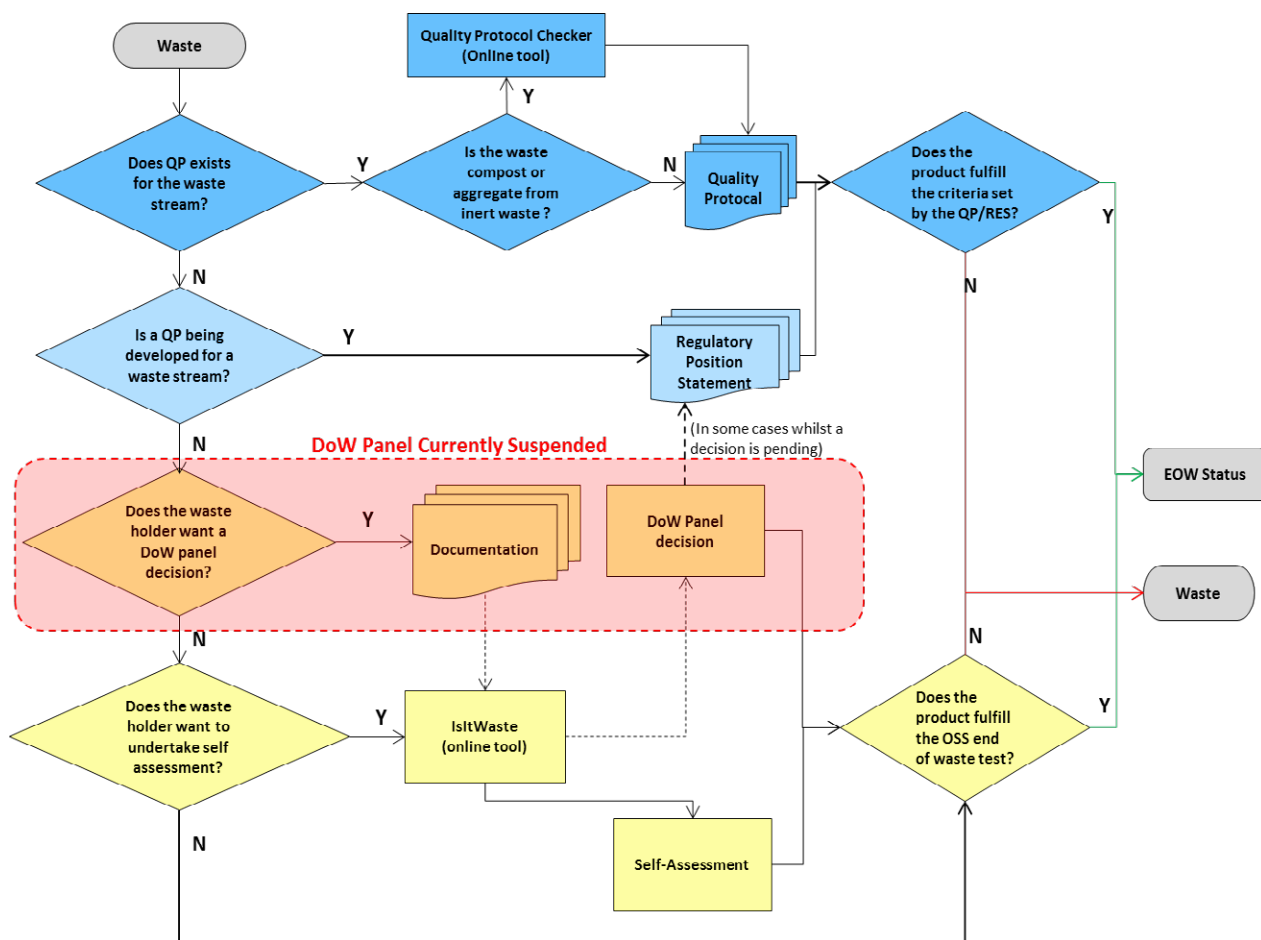 Waste
Quality Protocol Checker
(Online tool)
Y
Does QP exists
for the waste
stream?
Y
Is the waste
compost or
aggregate from
inert waste ?
N
Quality
Protocal
Does the
product fulfill
the criteria set
by the QP/RES?
Y
N
N
Is a QP being
developed for a
waste stream?
Y
Regulatory
Position
Statement
N
(In some cases whilst a
decision is pending)
DoW Panel Currently Suspended
EOW Status
Does the waste
holder want a
DoW panel
decision?
Y
Documentation
DoW Panel
decision
Waste
N
N
Does the waste
holder want to
undertake self
assessment?
Y
IsItWaste
(online tool)
Does the
product fulfill
the OSS end
of waste test?
Y
N
Self-Assessment